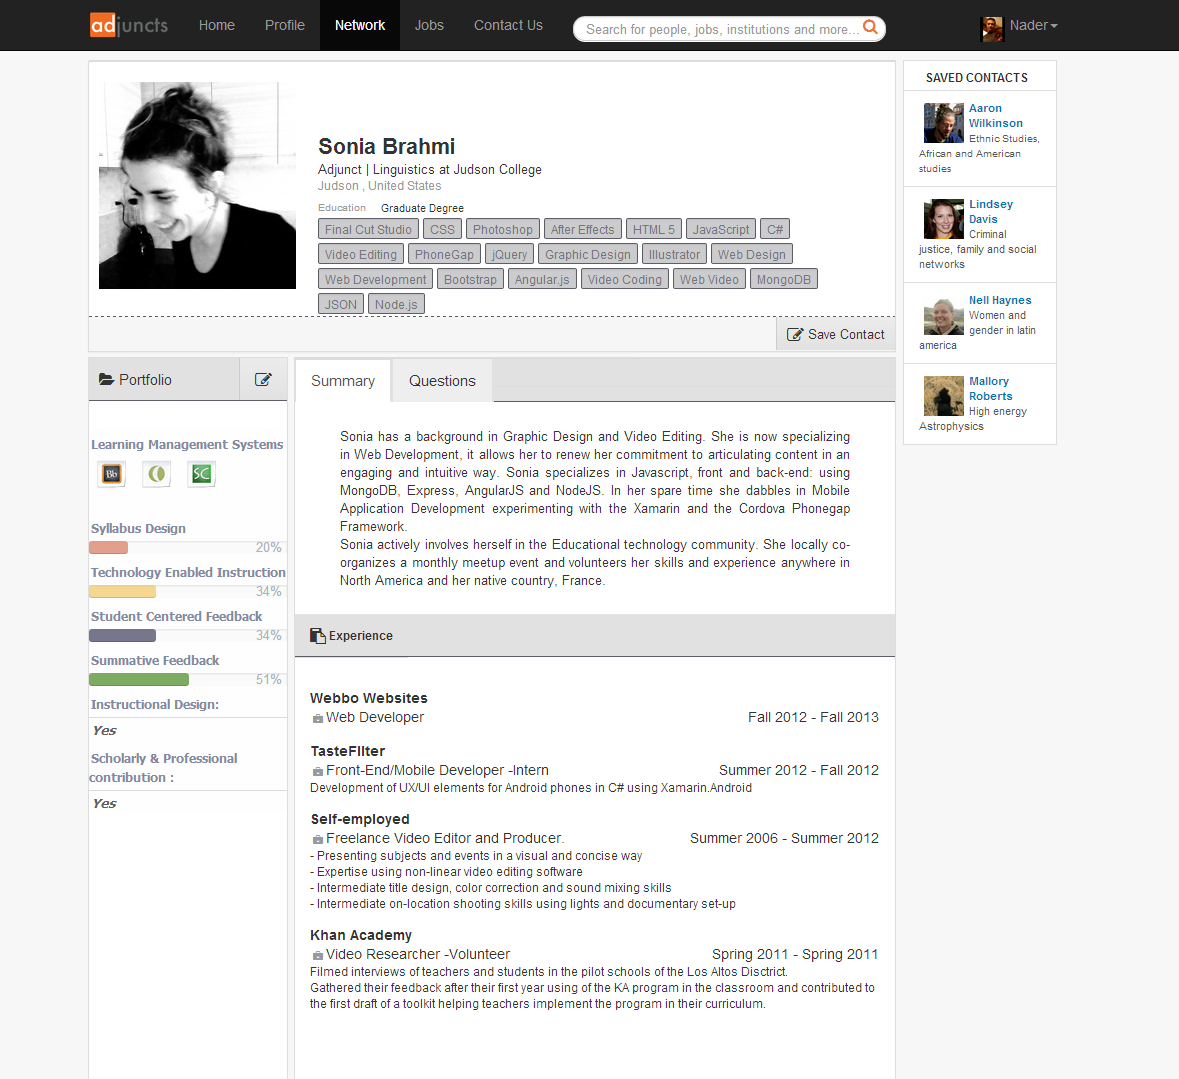 adjuncts Home Profile Network Jobs Contact Us Search for people, jobs, institutions and more... Nader
Sonia Brahmi
Adjunct | Linguistics at Judson College
Judson , United States
Education Graduate Degree
Final Cut Studio CSS Photoshop After Effects HTML 5 JavaScript C#
Video Editing PhoneGap jQuery Graphic Design Illustrator Web Design
Web Development Bootstrap Angular.js Video Coding Web Video MongoDB
JSON Node.js
Save Contact
SAVED CONTACTS
Aaron
Wilkinson
Ethnic Studies,
African and American
studies
Lindsey
Davis
Criminal
justice, family and social
networks
Nell Haynes
Women and
gender in latin
america
Mallory
Roberts
High energy
Astrophysics
Portfolio
Learning Management Systems
Bb
SC
Syllabus Design
20%
Technology Enabled Instruction
34%
Student Centered Feedback
34%
Summative Feedback
51%
Instructional Design:
Yes
Scholarly & Professional
contribution :
Yes
Summary Questions
Sonia has a background in Graphic Design and Video Editing. She is now specializing
in Web Development, it allows her to renew her commitment to articulating content in an
engaging and intuitive way. Sonia specializes in Javascript, front and back-end: using
MongoDB, Express, AngularJS and NodeJS. In her spare time she dabbles in Mobile
Application Development experimenting with the Xamarin and the Cordova Phonegap
Framework.
Sonia actively involves herself in the Educational technology community. She locally co-
organizes a monthly meetup event and volunteers her skills and experience anywhere in
North America and her native country, France.
Experience
Webbo Websites
Web Developer Fall 2012 - Fall 2013
TasteFilter
Front-End/Mobile Developer -Intern Summer 2012 - Fall 2012
Development of UX/UI elements for Android phones in C# using Xamarin.Android
Self-employed
Freelance Video Editor and Producer. Summer 2006 - Summer 2012
- Presenting subjects and events in a visual and concise way
- Expertise using non-linear video editing software
- Intermediate title design, color correction and sound mixing skills
- Intermediate on-location shooting skills using lights and documentary set-up
Khan Academy
Video Researcher -Volunteer Spring 2011 - Spring 2011
Filmed interviews of teachers and students in the pilot schools of the Los Altos Disctrict.
Gathered their feedback after their first year using of the KA program in the classroom and contributed to
the first draft of a toolkit helping teachers implement the program in their curriculum.